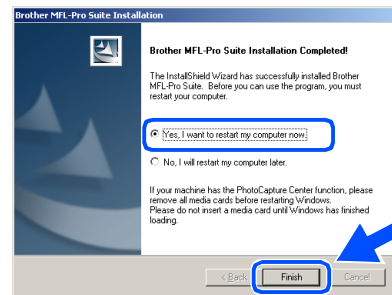 Brother MFL-Pro Suite Installation
Brother MFL-Pro Suite Installation Completed!
The InstallShield Wizard has successfully installed Brother
MFL-Pro Suite.  Before you can use the program, you must
restart your computer.
Yes, I want to restart my computer now.
No, I will restart my computer later.
If your machine has the PhotoCapture Center function, please
remove all media cards before restarting Windows.
Please do not insert a media card until Windows has finished
loading.
< Back
Finish
Cancel